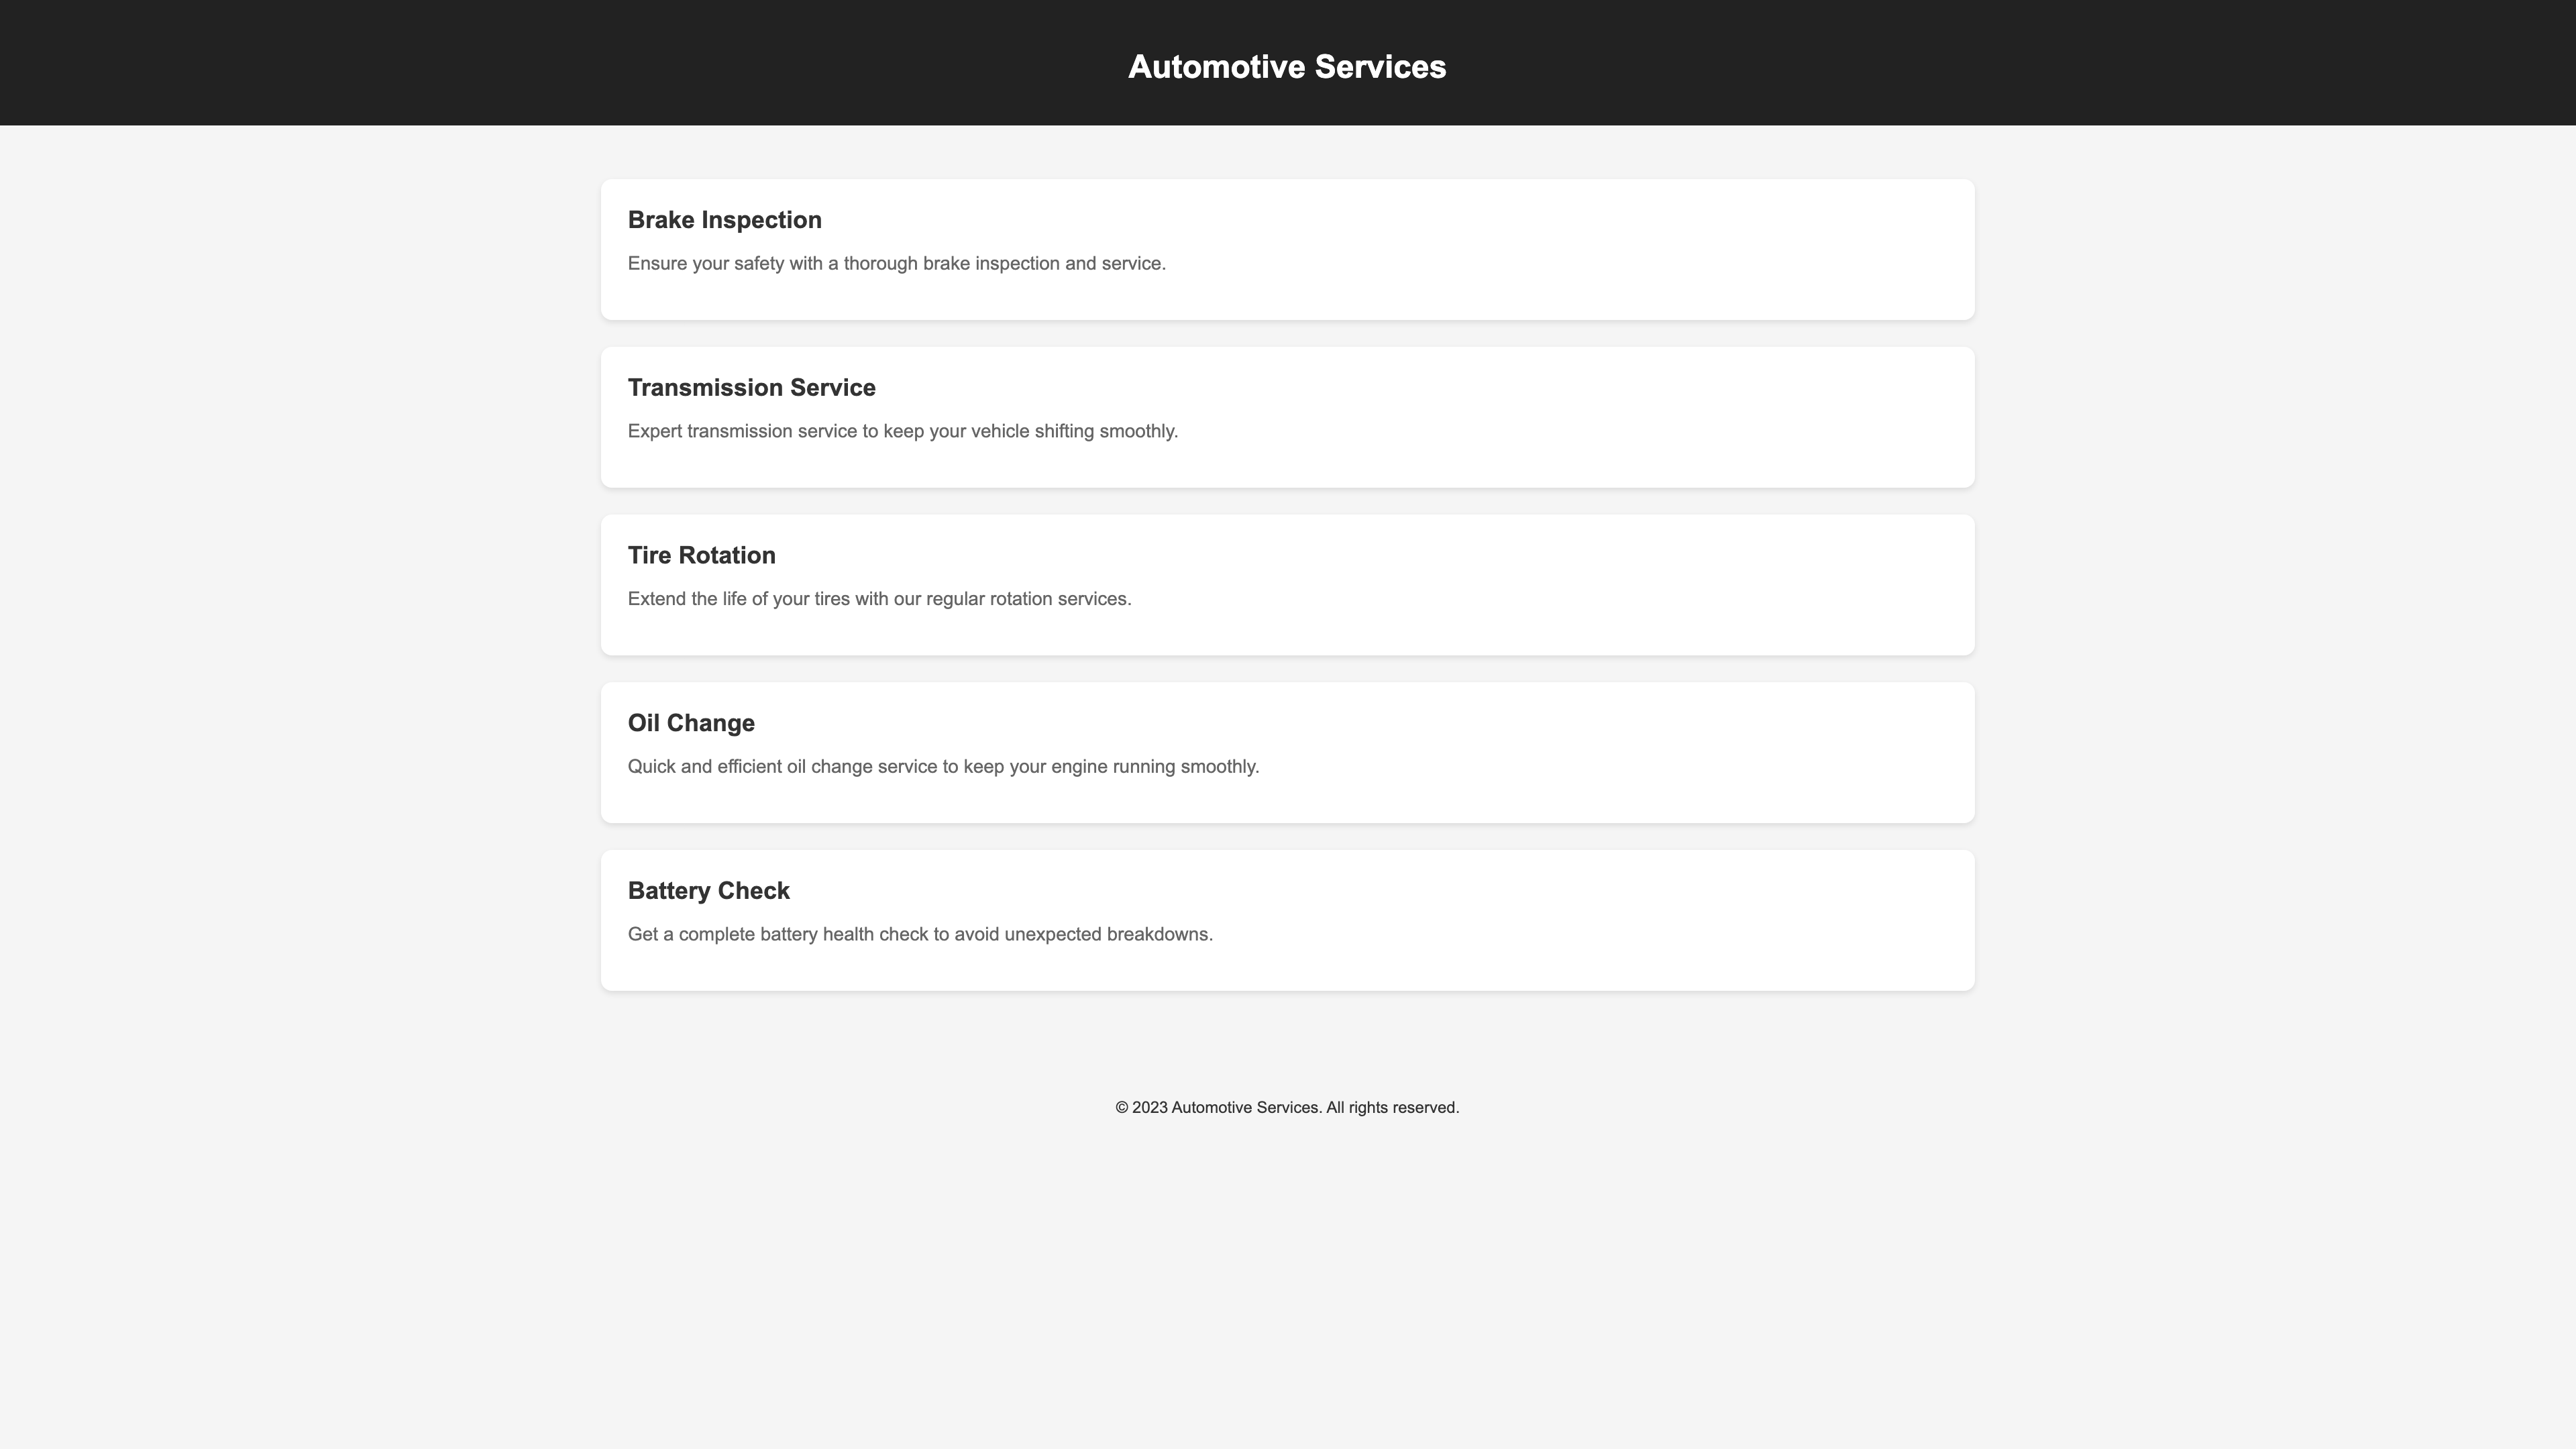 Automotive Services
Brake Inspection
Ensure your safety with a thorough brake inspection and service.
Transmission Service
Expert transmission service to keep your vehicle shifting smoothly.
Tire Rotation
Extend the life of your tires with our regular rotation services.
Oil Change
Quick and efficient oil change service to keep your engine running smoothly.
Battery Check
Get a complete battery health check to avoid unexpected breakdowns.
© 2023 Automotive Services. All rights reserved.